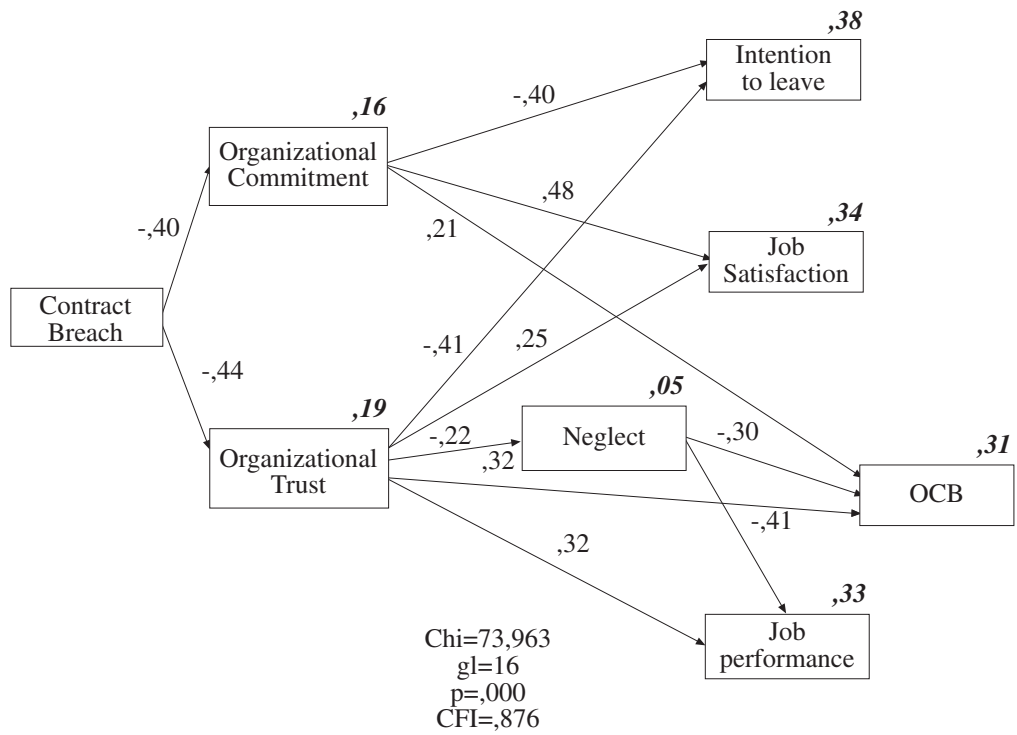 ,38
Intention
to leave
-,40
,16
Organizational
Commitment
,48
,34
Job
Satisfaction
-,40
,21
Contract
Breach
-,41
,25
-,44
,19
,05
Organizational
Trust
-,22
,32
Neglect
-,30
,31
OCB
-,41
,32
,33
Job
performance
Chi=73,963
gl=16
p=,000
CFI=,876